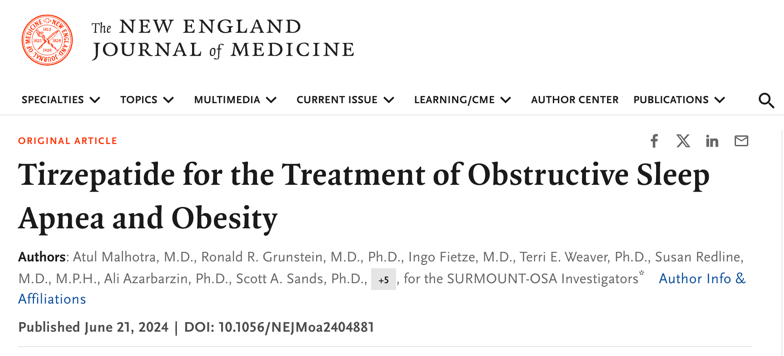 The NEW ENGLAND
JOURNAL of MEDICINE
SPECIALTIES TOPICS MULTIMEDIA CURRENT ISSUE LEARNING/CME AUTHOR CENTER PUBLICATIONS
ORIGINAL ARTICLE
Tirzepatide for the Treatment of Obstructive Sleep
Apnea and Obesity
Authors: Atul Malhotra, M.D., Ronald R. Grunstein, M.D., Ph.D., Ingo Fietze, M.D., Terri E. Weaver, Ph.D., Susan Redline,
M.D., M.P.H., Ali Azarbarzin, Ph.D., Scott A. Sands, Ph.D., +5, for the SURMOUNT-OSA Investigators* Author Info &
Affiliations
Published June 21, 2024 | DOI: 10.1056/NEJMoa2404881